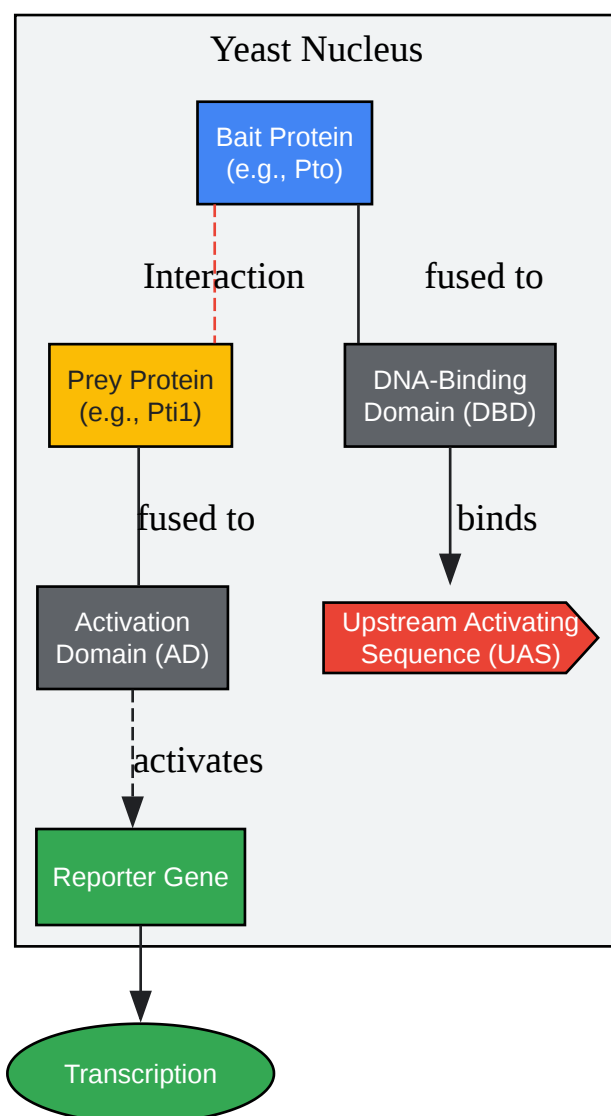 Yeast Nucleus
Bait Protein
(e.g., Pto)
Interaction
fused to
Prey Protein
(e.g., Pti1)
DNA-Binding
Domain (DBD)
fused to
binds
Activation
Domain (AD)
Upstream Activating
Sequence (UAS)
activates
Reporter Gene
Transcription